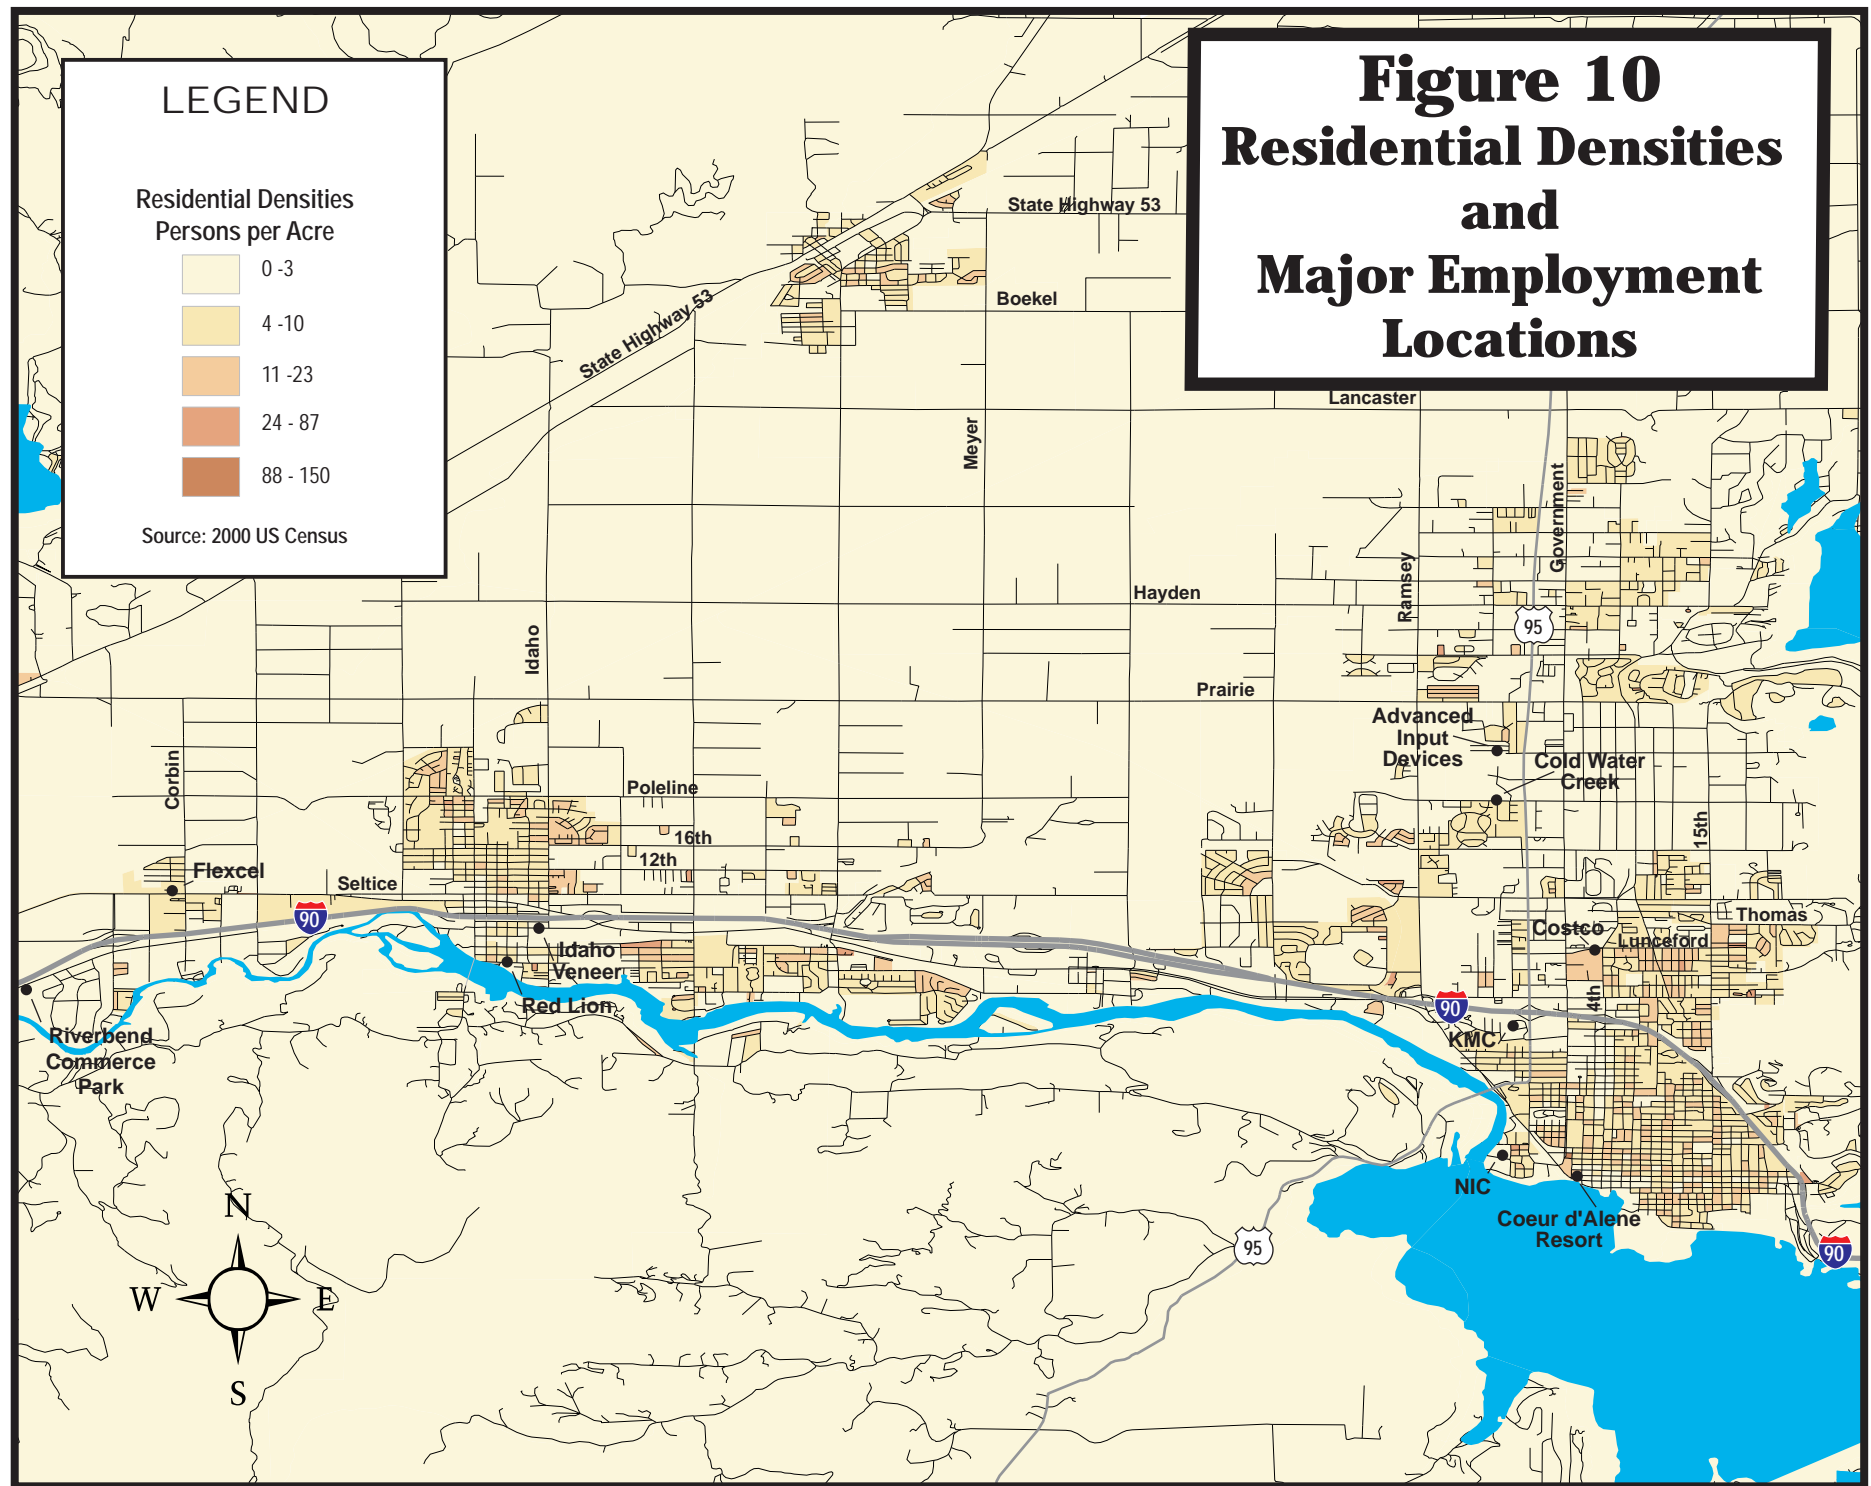 Figure 10
Residential Densities
and
Major Employment
Locations
LEGEND
Residential Densities
Persons per Acre
0 -3
4 -10
11 -23
24 - 87
88 - 150
Source: 2000 US Census
State Highway 53
Boekel
State Highway 53
Lancaster
Meyer
Government
Ramsey
Hayden
95
Idaho
Prairie
Advanced
Input
Devices
Cold Water
Creek
Corbin
Poleline
16th
12th
15th
Flexcel
Seltice
90
Thomas
Costco
Lunceford
Idaho
Veneer
Red Lion
4th
90
KMC
Riverbend
Commerce
Park
NIC
Coeur d'Alene
Resort
95
90
N
W
E
S